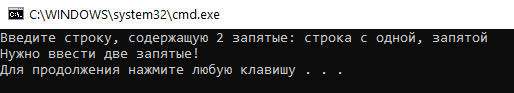 C:\WINDOWS\system32\cmd.exe
Введите строку, содержащую 2 запятые: строка с одной, запятой
Нужно ввести две запятые!
Для продолжения нажмите любую клавишу . . .